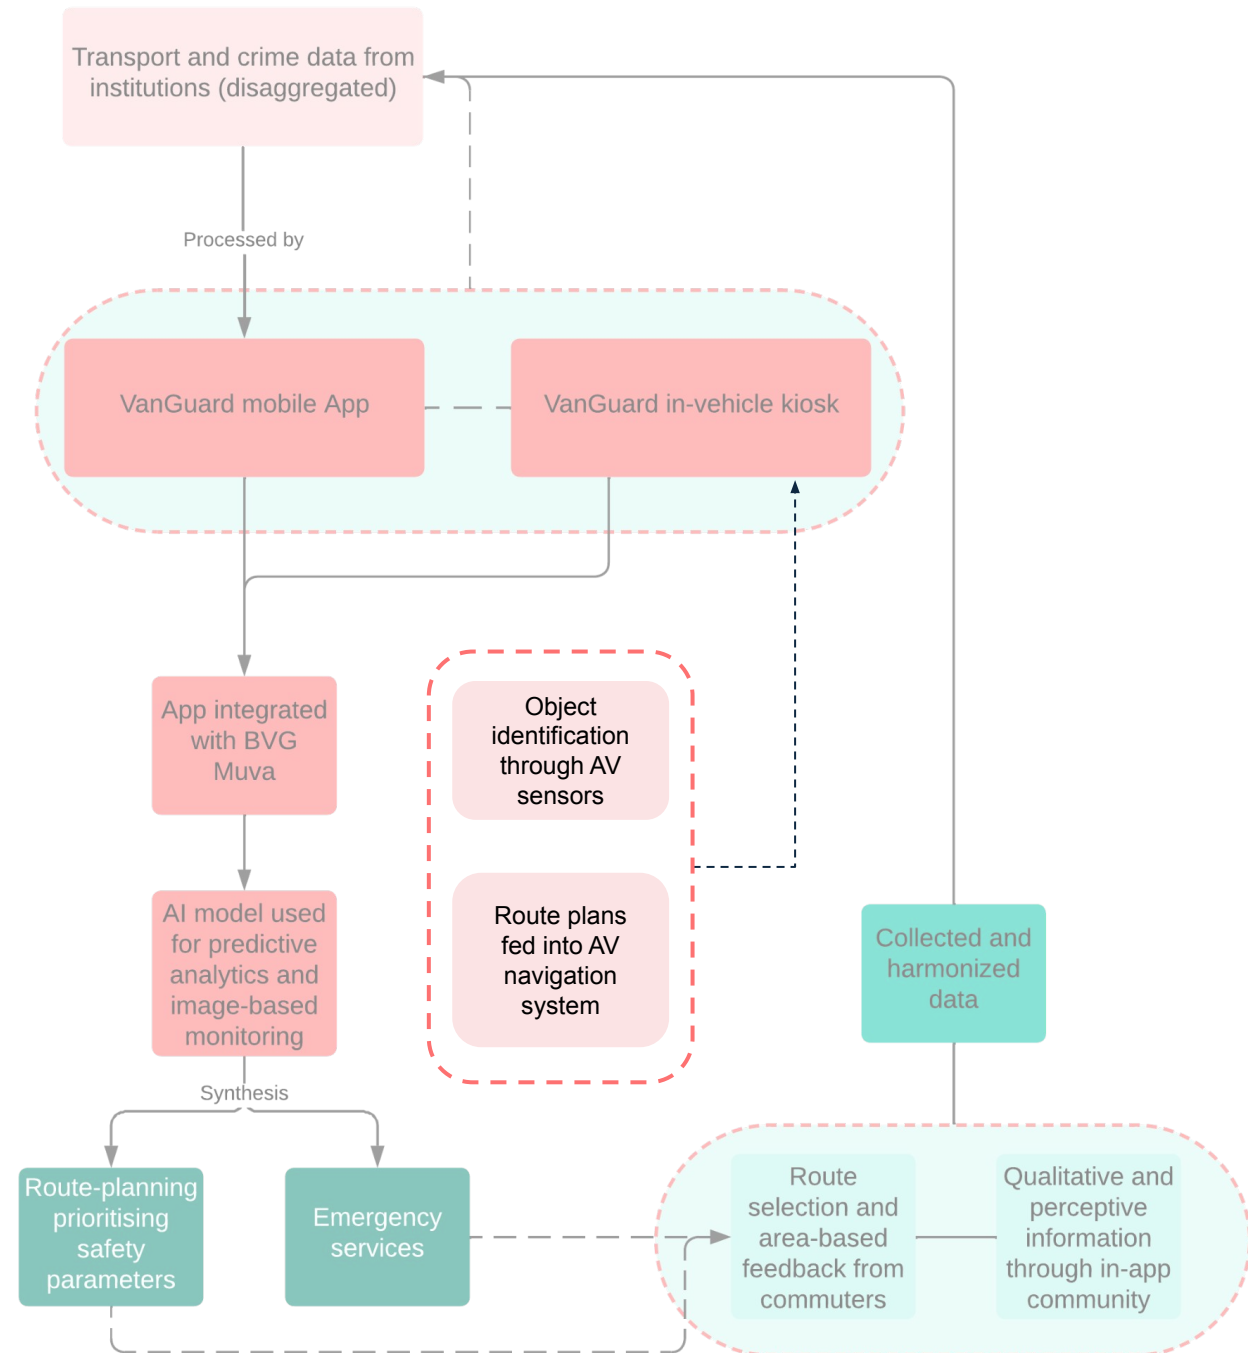 Transport and crime data from
institutions (disaggregated)
Processed by
VanGuard mobile App
VanGuard in-vehicle kiosk
App integrated
with BVG
Muva
Object
identification
through AV
sensors
AI model used
for predictive
analytics and
image-based
monitoring
Route plans
fed into AV
navigation
system
Collected and
harmonized
data
Synthesis
Route-planning
prioritising
safety
parameters
Emergency
services
Route
selection and
area-based
feedback from
commuters
Qualitative and
perceptive
information
through in-app
community